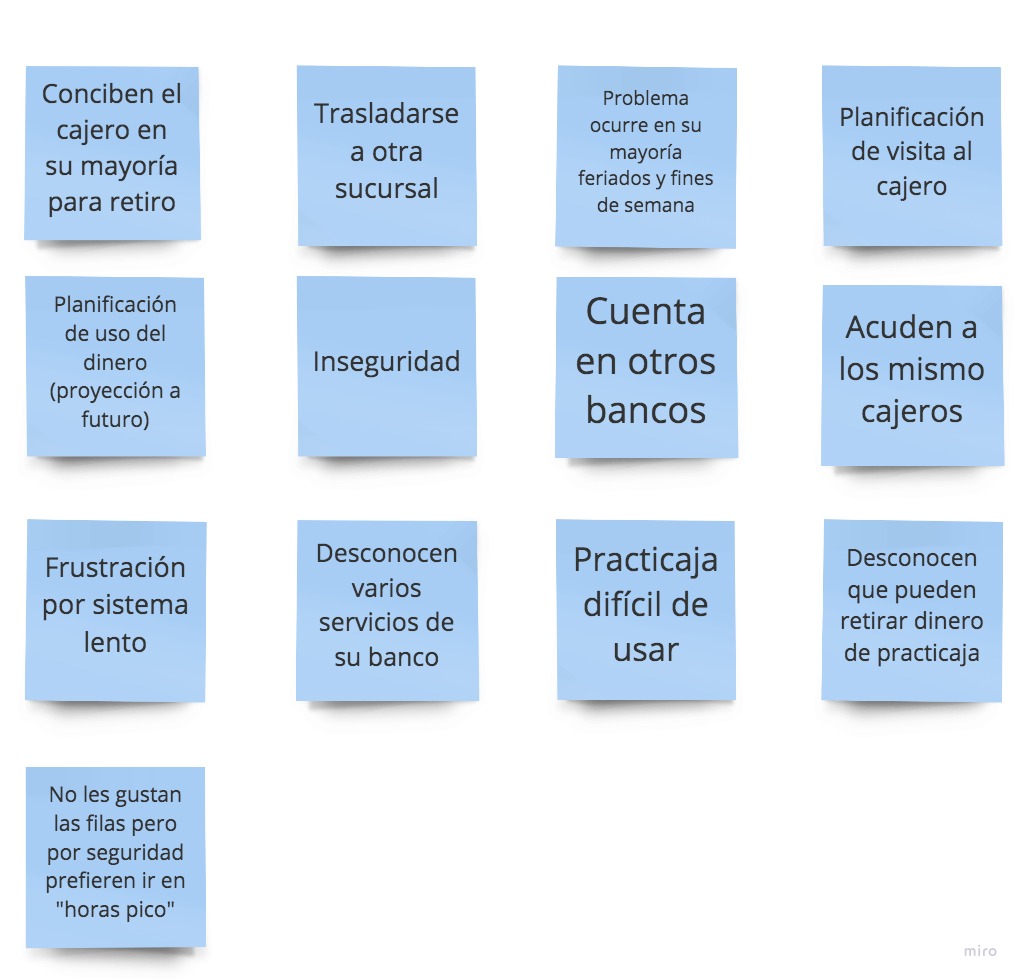 Conciben el
cajero en
su mayoría
para retiro
Trasladarse
a otra
sucursal
Problema
ocurre en su
mayoría
feriados y fines
de semana
Planificación
de visita al
cajero
Planificación
de uso del
dinero
(proyección a
futuro)
Inseguridad
Cuenta
en otros
bancos
Acuden a
los mismo
cajeros
Frustración
por sistema
lento
Desconocen
varios
servicios de
su banco
Practicaja
difícil de
usar
Desconocen
que pueden
retirar dinero
de practicaja
No les gustan
las filas pero
por seguridad
prefieren ir en
"horas pico"
miro